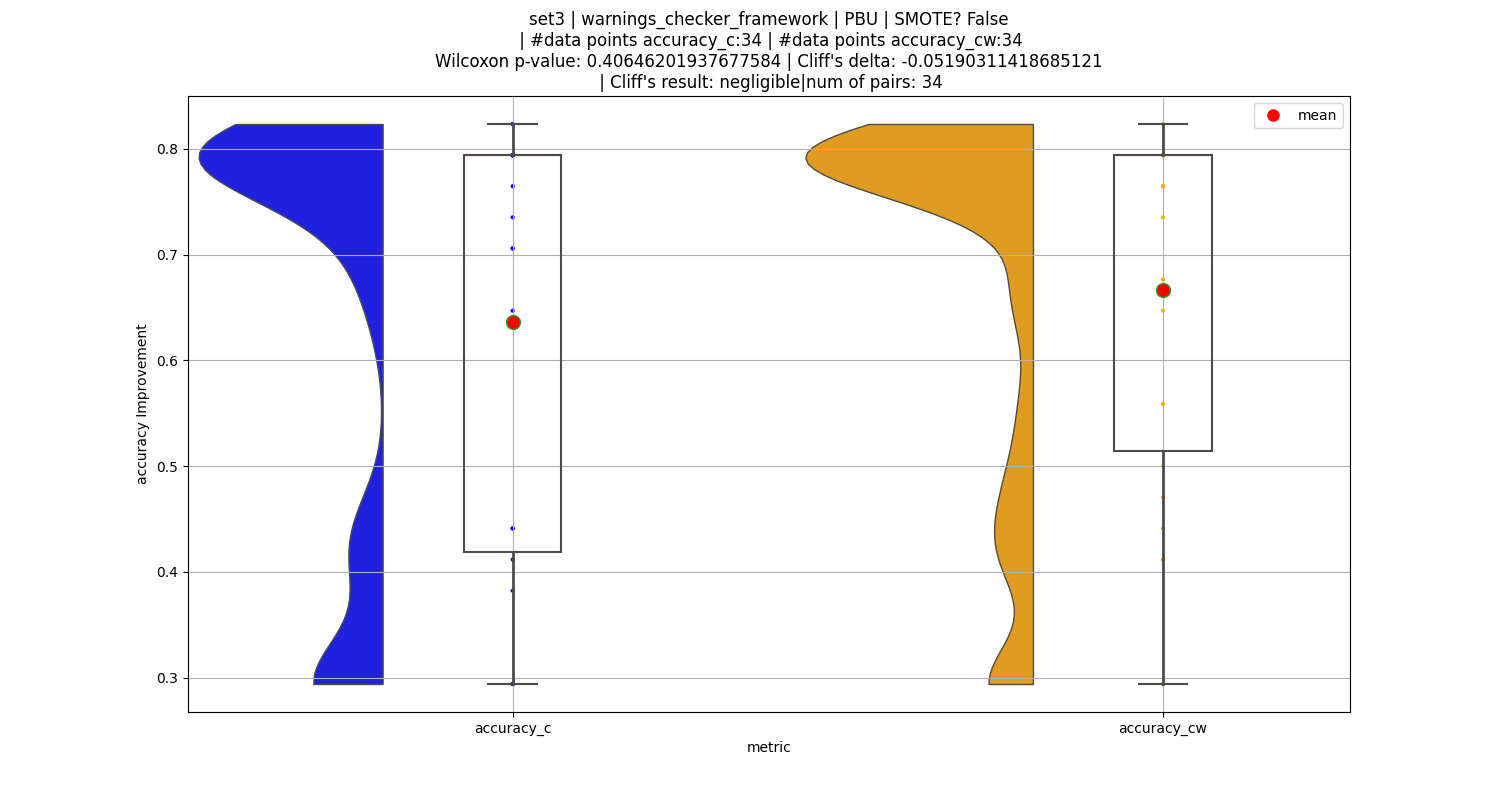 set3 | warnings_checker_framework | PBU | SMOTE? False
| #data points accuracy_c:34 | #data points accuracy_cw:34
Wilcoxon p-value: 0.40646201937677584 | Cliff's delta: -0.05190311418685121
| Cliff's result: negligible|num of pairs: 34
mean
0.8
0.7
0.6
0.5
0.4
0.3
accuracy Improvement
accuracy_c
accuracy_cw
metric